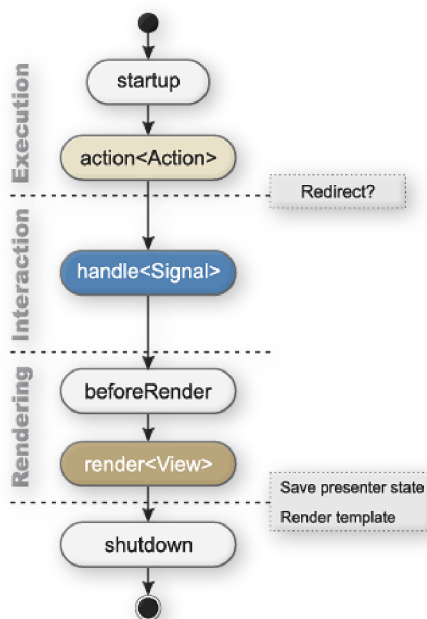 Execution
startup
action<Action>
Redirect?
Interaction
handle<Signal>
Rendering
beforeRender
render<View>
Save presenter state
Render template
shutdown